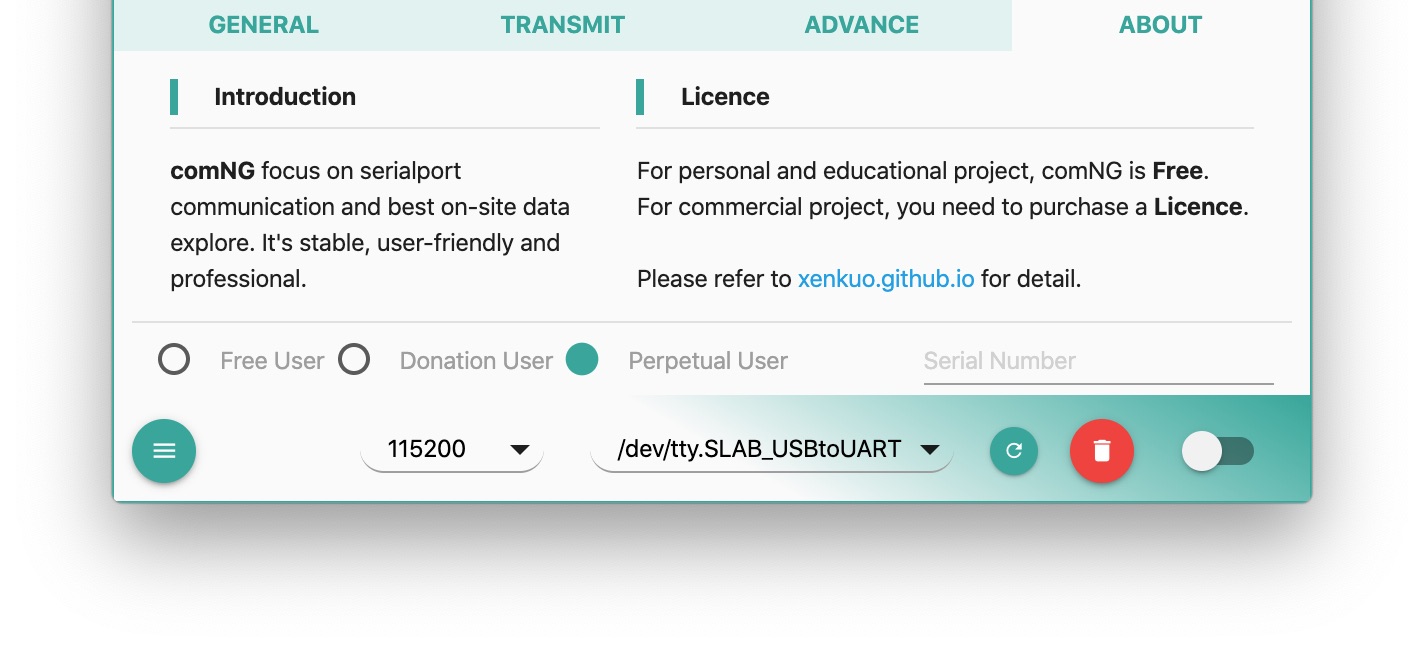 GENERAL TRANSMIT ADVANCE ABOUT
Introduction
comNG focus on serialport
communication and best on-site data
explore. It's stable, user-friendly and
professional.
Licence
For personal and educational project, comNG is Free.
For commercial project, you need to purchase a Licence.
Please refer to xenkuo.github.io for detail.
Free User Donation User Perpetual User Serial Number
115200 /dev/tty.SLAB_USBtoUART